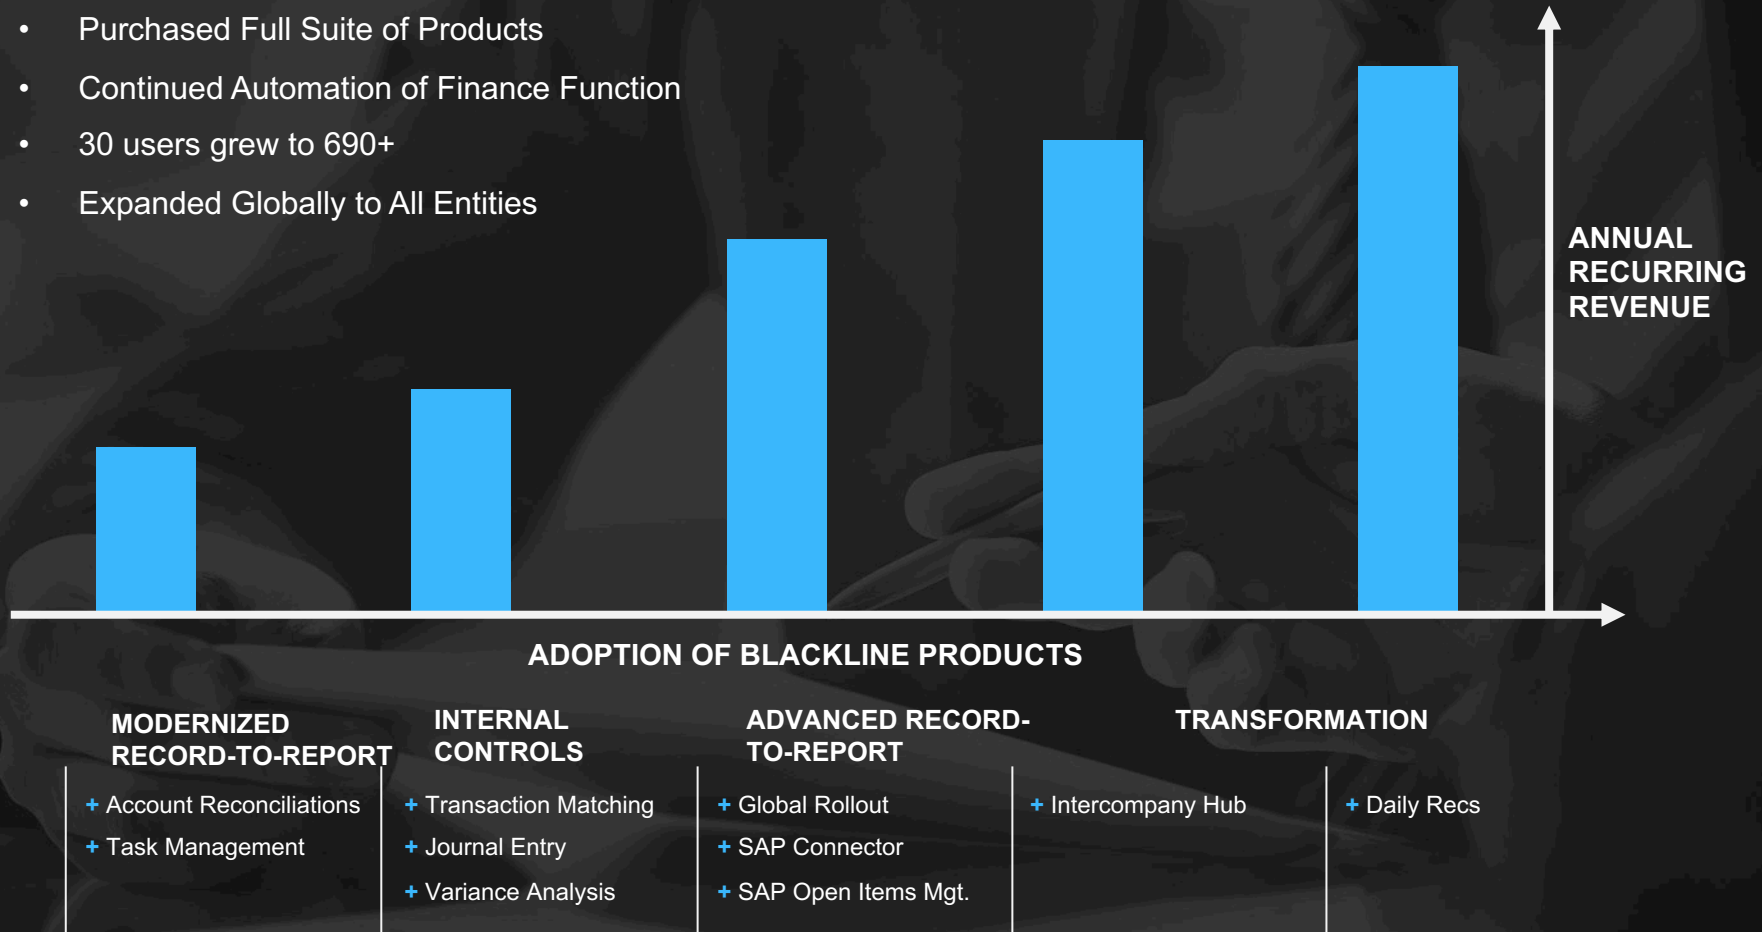 • Purchased Full Suite of Products
• Continued Automation of Finance Function
• 30 users grew to 690+
• Expanded Globally to All Entities
ANNUAL
RECURRING
REVENUE
ADOPTION OF BLACKLINE PRODUCTS
MODERNIZED
RECORD-TO-REPORT
+ Account Reconciliations
+ Task Management
INTERNAL
CONTROLS
+ Transaction Matching
+ Journal Entry
+ Variance Analysis
ADVANCED RECORD-
TO-REPORT
+ Global Rollout
+ SAP Connector
+ SAP Open Items Mgt.
TRANSFORMATION
+ Intercompany Hub
+ Daily Recs